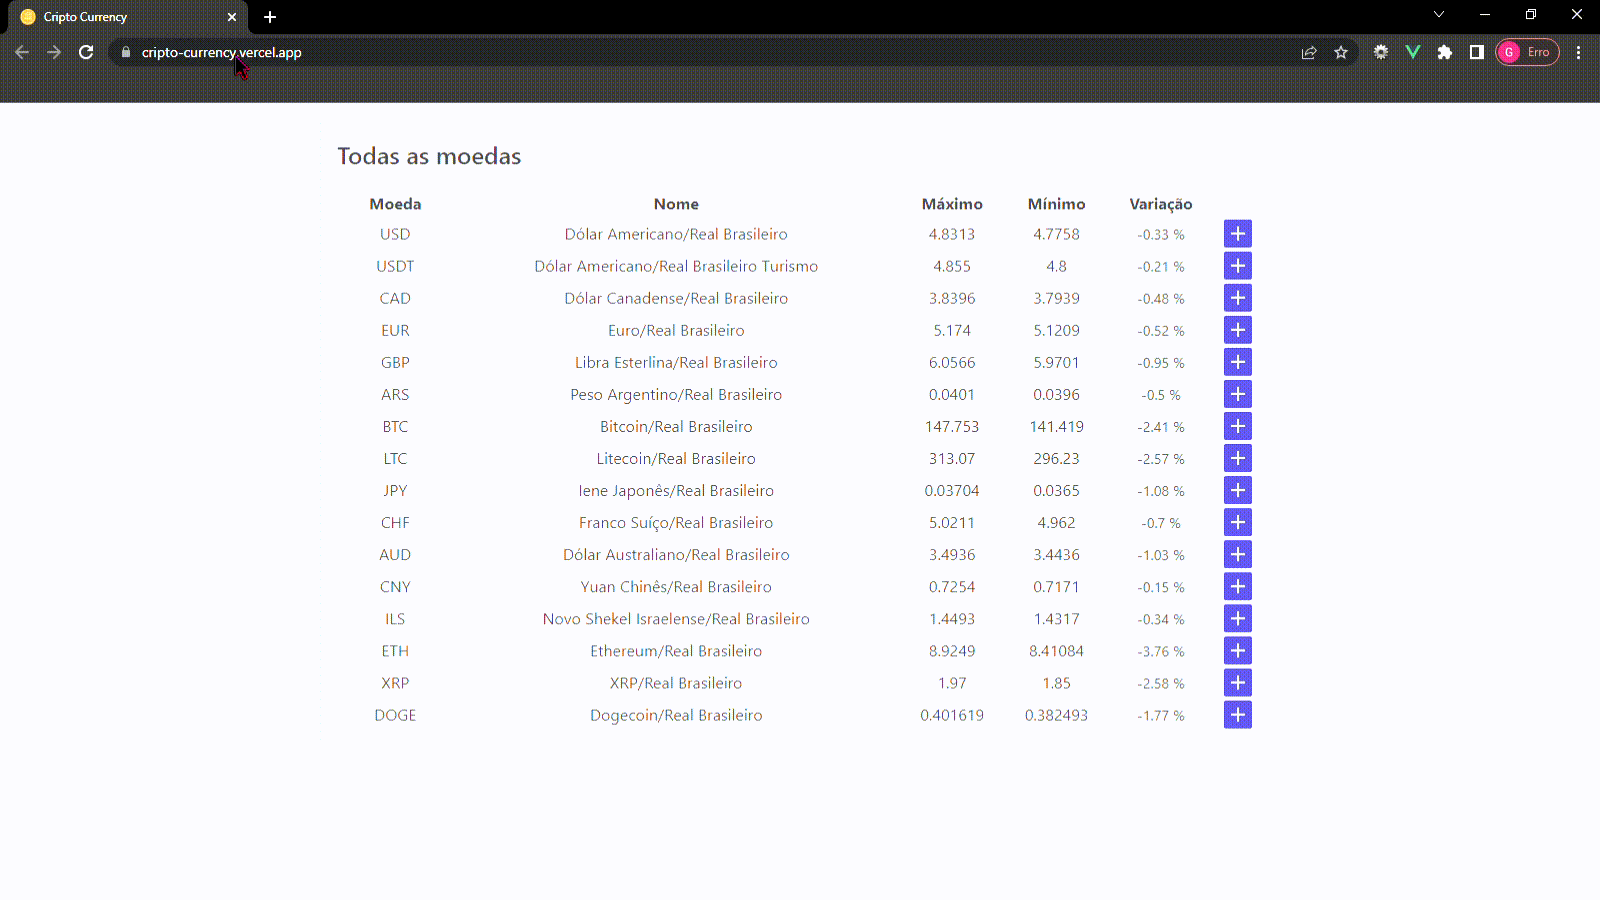 Cripto Currency
cripto-currency.vercel.app
G Erro
Todas as moedas
Moeda Nome Máximo Mínimo Variação
USD Dólar Americano/Real Brasileiro 4.8313 4.7758 -0.33 %
USDT Dólar Americano/Real Brasileiro Turismo 4.855 4.8 -0.21 %
CAD Dólar Canadense/Real Brasileiro 3.8396 3.7939 -0.48 %
EUR Euro/Real Brasileiro 5.174 5.1209 -0.52 %
GBP Libra Esterlina/Real Brasileiro 6.0566 5.9701 -0.95 %
ARS Peso Argentino/Real Brasileiro 0.0401 0.0396 -0.5 %
BTC Bitcoin/Real Brasileiro 147.753 141.419 -2.41 %
LTC Litecoin/Real Brasileiro 313.07 296.23 -2.57 %
JPY Iene Japonês/Real Brasileiro 0.03704 0.0365 -1.08 %
CHF Franco Suíço/Real Brasileiro 5.0211 4.962 -0.7 %
AUD Dólar Australiano/Real Brasileiro 3.4936 3.4436 -1.03 %
CNY Yuan Chinês/Real Brasileiro 0.7254 0.7171 -0.15 %
ILS Novo Shekel Israelense/Real Brasileiro 1.4493 1.4317 -0.34 %
ETH Ethereum/Real Brasileiro 8.9249 8.41084 -3.76 %
XRP XRP/Real Brasileiro 1.97 1.85 -2.58 %
DOGE Dogecoin/Real Brasileiro 0.401619 0.382493 -1.77 %